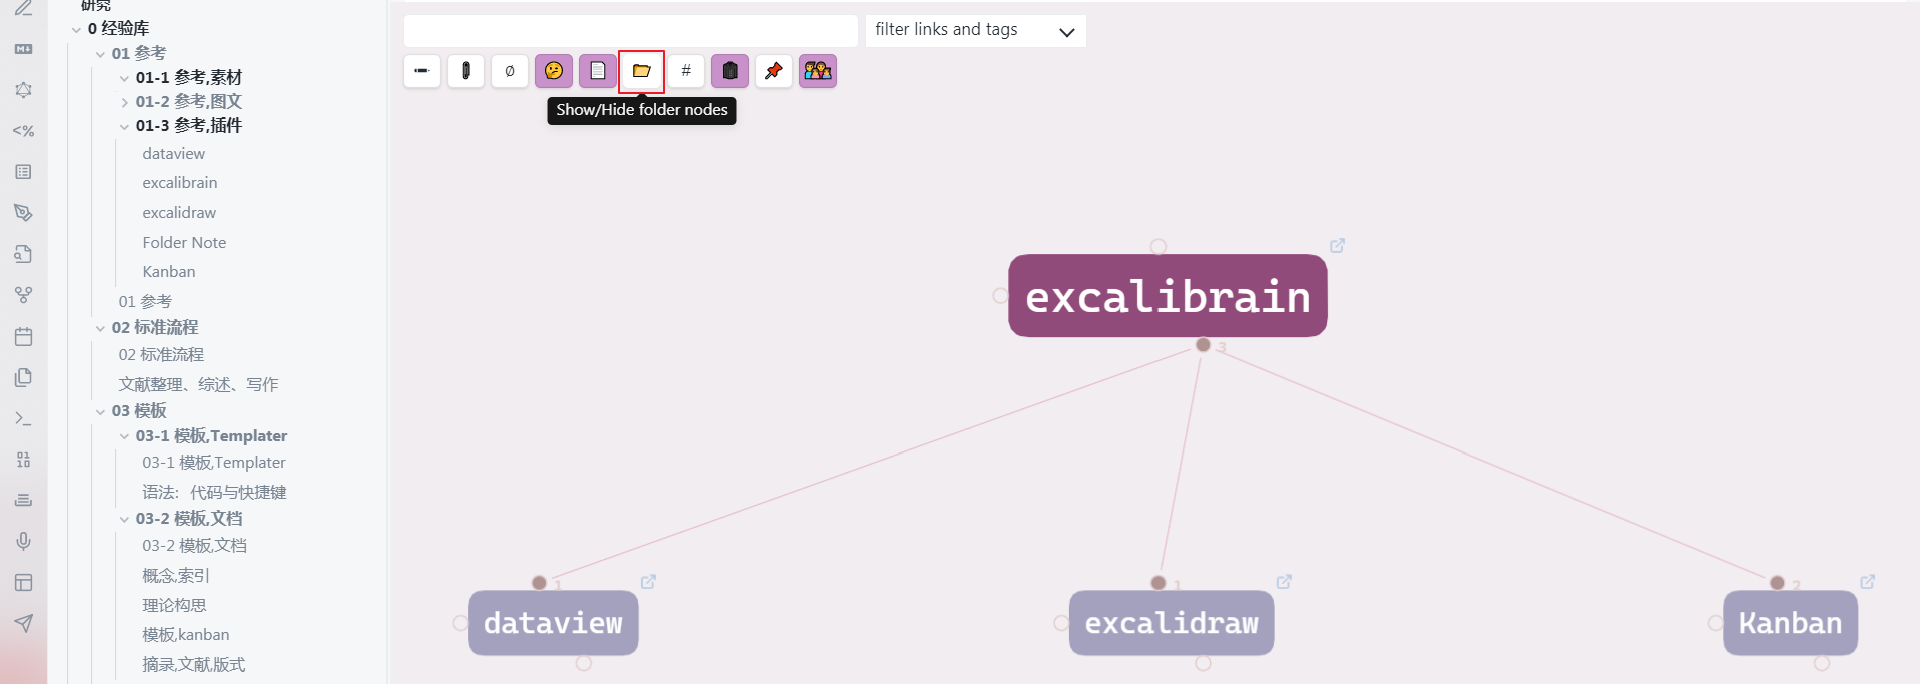 研究
0 经验库
01 参考
01-1 参考,素材
01-2 参考,图文
01-3 参考,插件
dataview
excalibrain
excalidraw
Folder Note
Kanban
01 参考
02 标准流程
02 标准流程
文献整理、综述、写作
03 模板
03-1 模板,Templater
03-1 模板,Templater
语法: 代码与快捷键
03-2 模板,文档
03-2 模板,文档
概念,索引
理论构思
模板,kanban
摘录,文献,版式
M↓
<%
filter links and tags
∅
#
Show/Hide folder nodes
excalibrain
3
1
dataview
1
excalidraw
2
Kanban